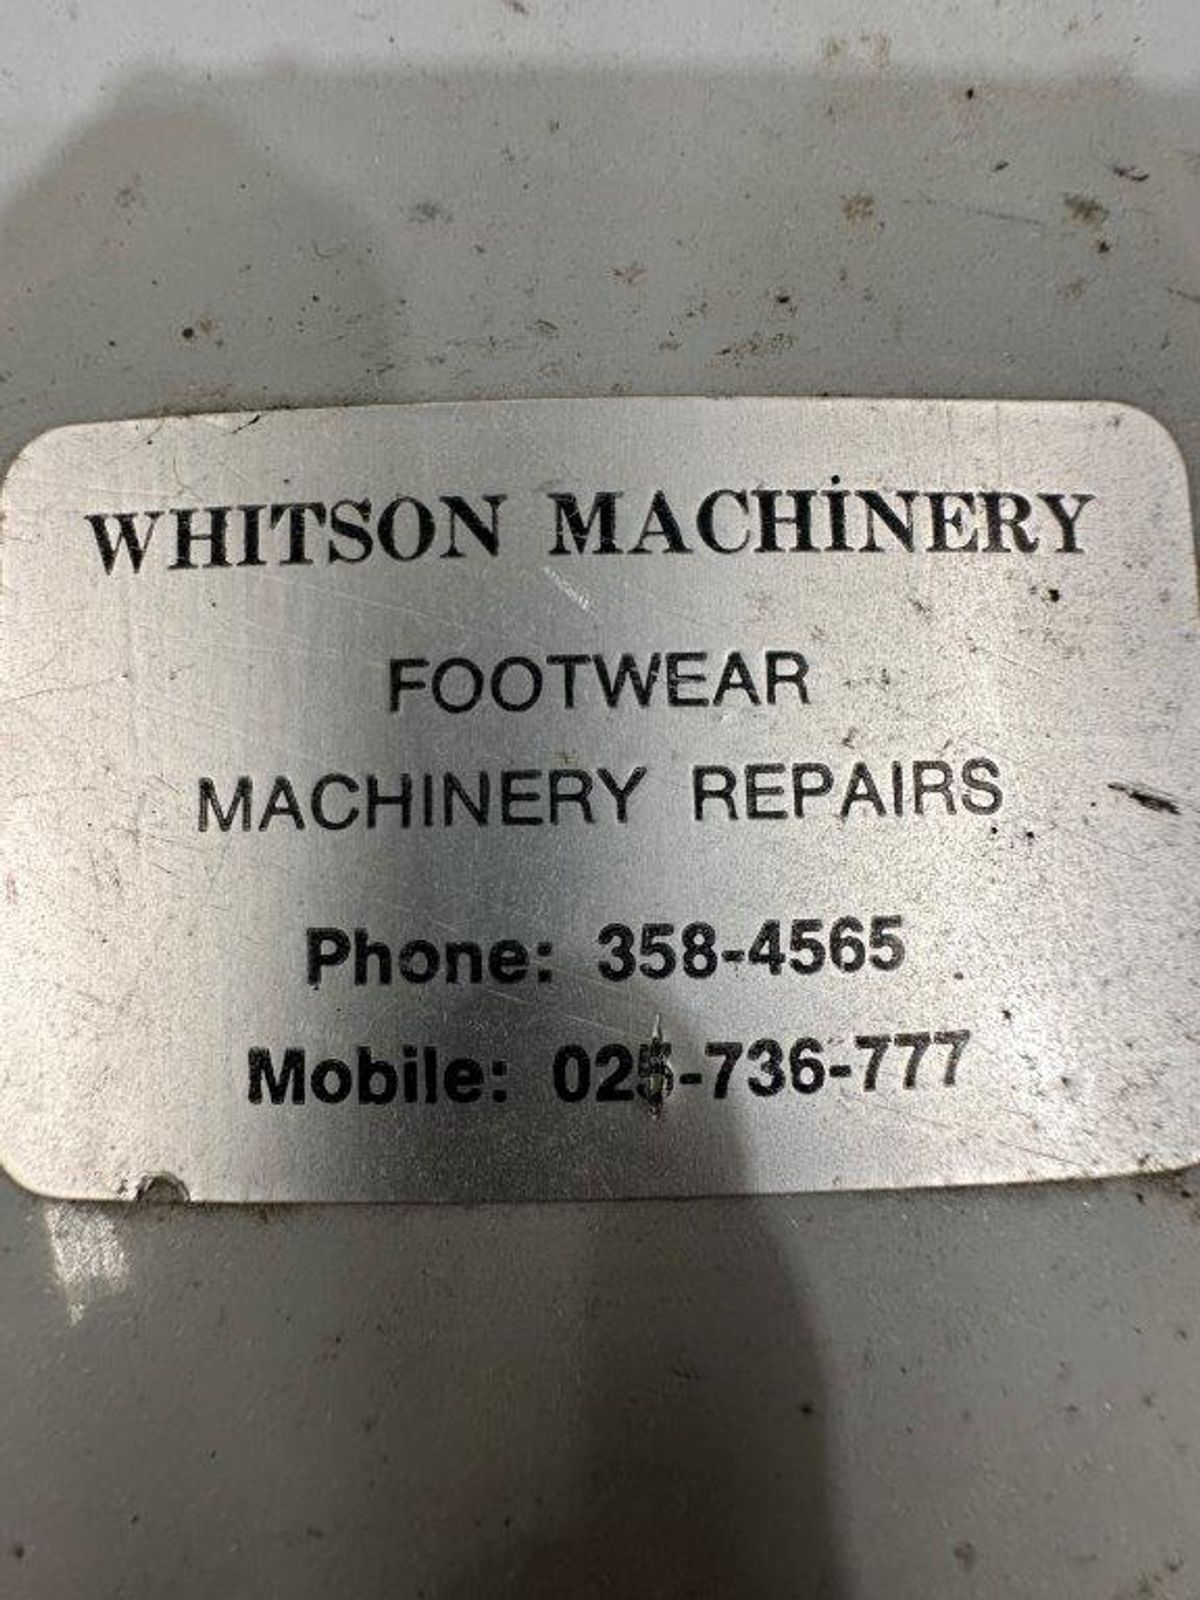 WHITSON MACHINERY
FOOTWEAR
MACHINERY REPAIRS
Phone: 358-4565
Mobile: 025-736-777